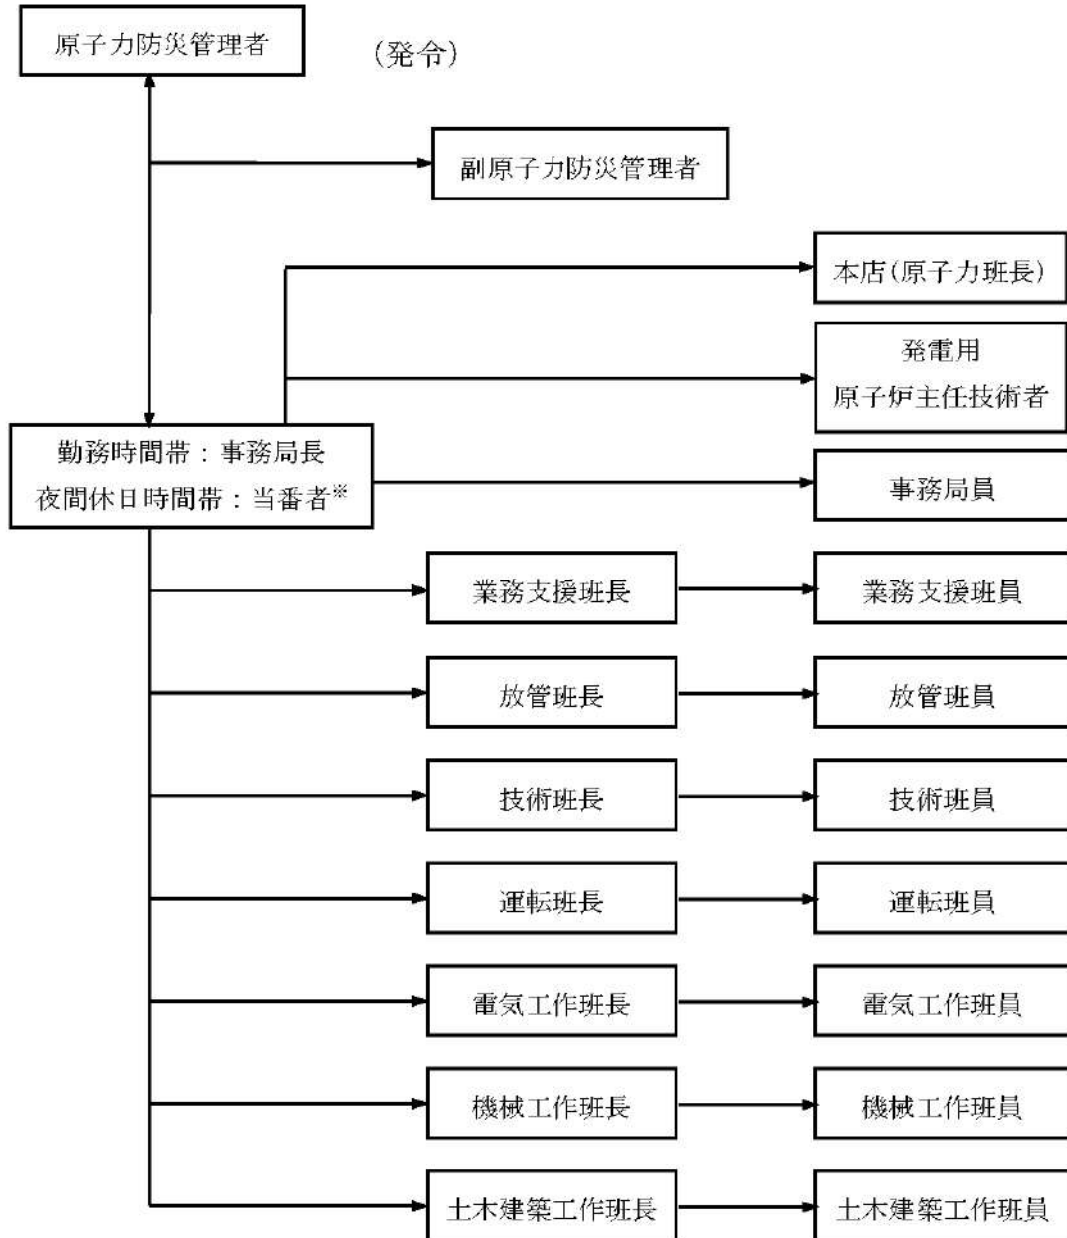 原子力防災管理者
(発令)
副原子力防災管理者
本店(原子力班長)
発電用
原子炉主任技術者
勤務時間帯：事務局長
夜間休日時間帯：当番者※
事務局員
業務支援班長
業務支援班員
放管班長
放管班員
技術班長
技術班員
運転班長
運転班員
電気工作班長
電気工作班員
機械工作班長
機械工作班員
土木建築工作班長
土木建築工作班員